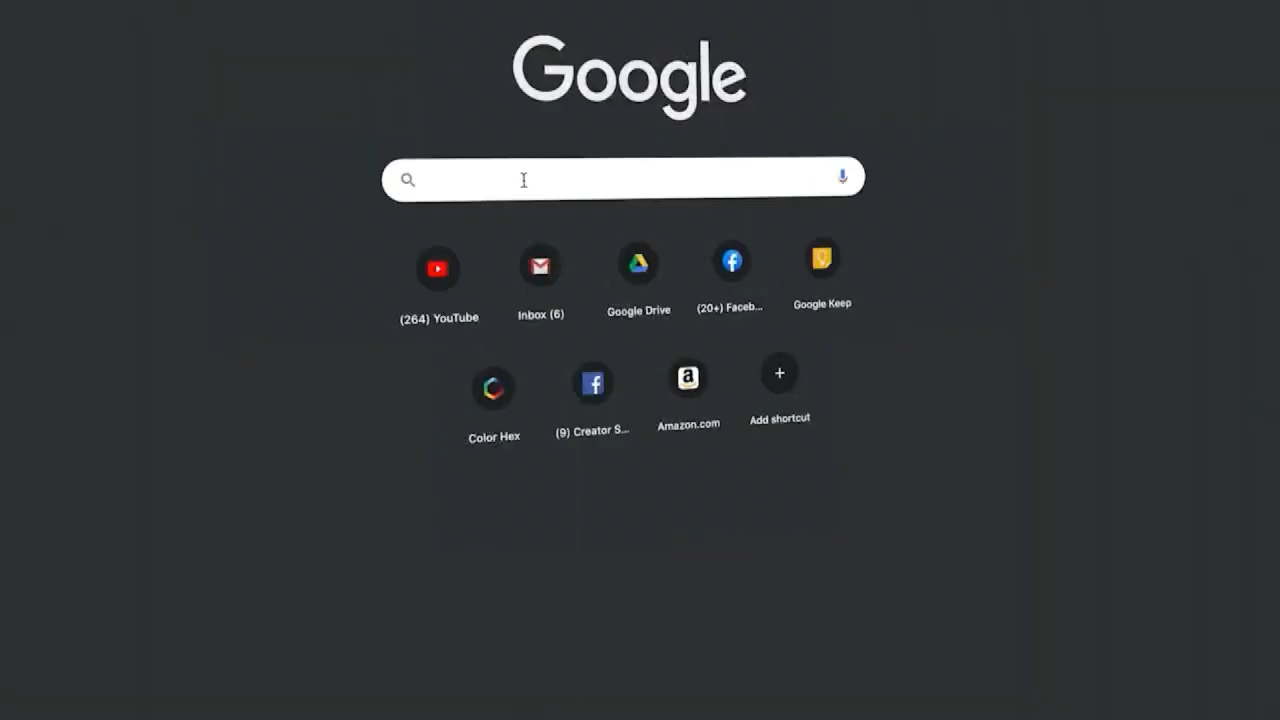 Google
(264) YouTube
Inbox (6)
Google Drive
(20+) Faceb...
Google Keep
Color Hex
(9) Creator S...
Amazon.com
Add shortcut